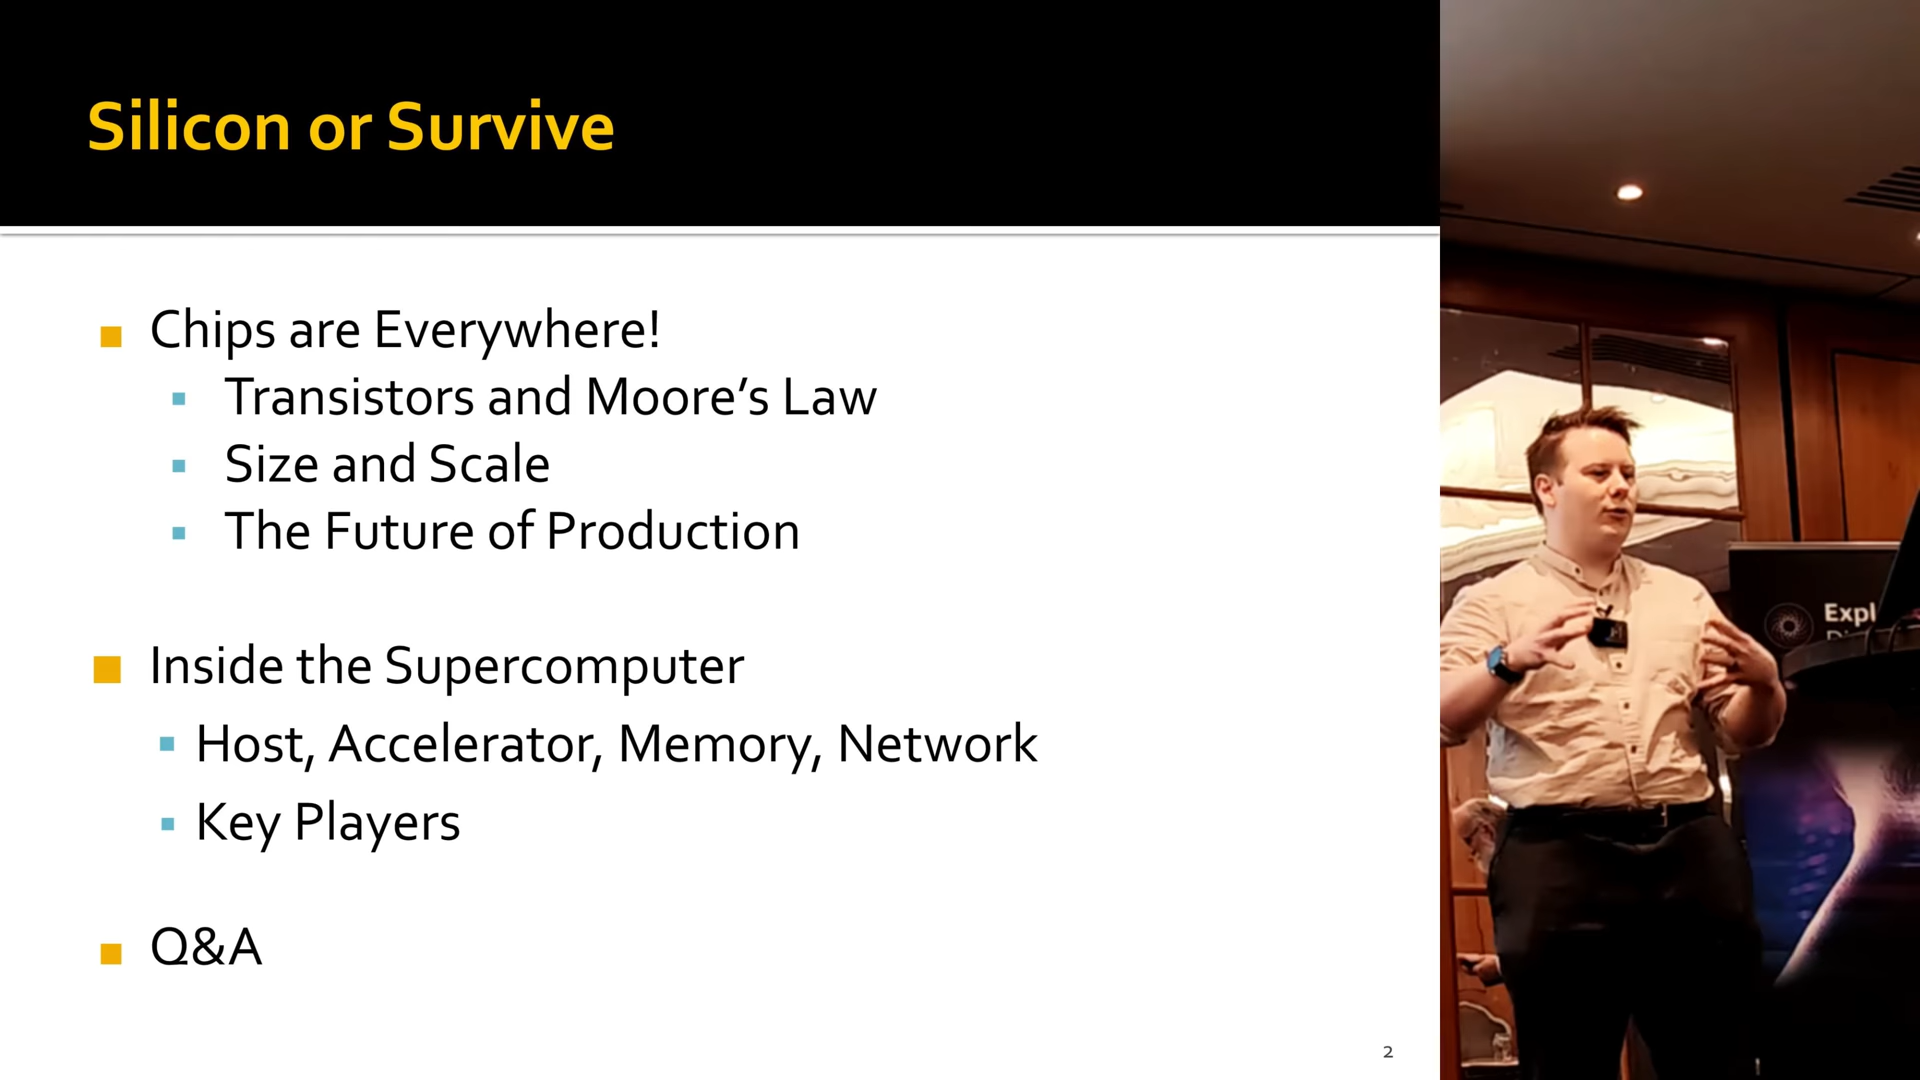 Silicon or Survive
Chips are Everywhere!
Transistors and Moore’s Law
Size and Scale
The Future of Production
Inside the Supercomputer
Host, Accelerator, Memory, Network
Key Players
Q&A
2
Expl